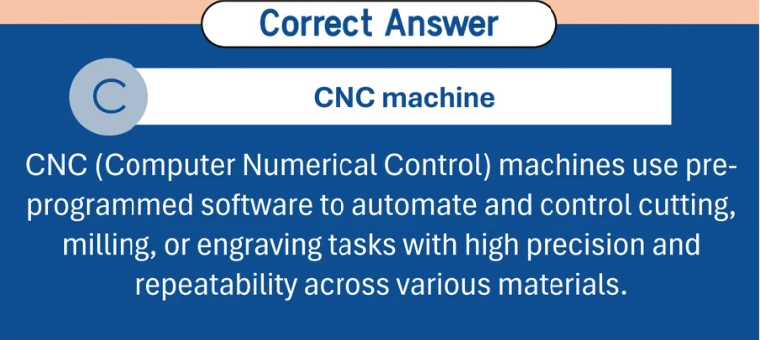 Correct Answer
C
CNC machine
CNC (Computer Numerical Control) machines use pre-
programmed software to automate and control cutting,
milling, or engraving tasks with high precision and
repeatability across various materials.